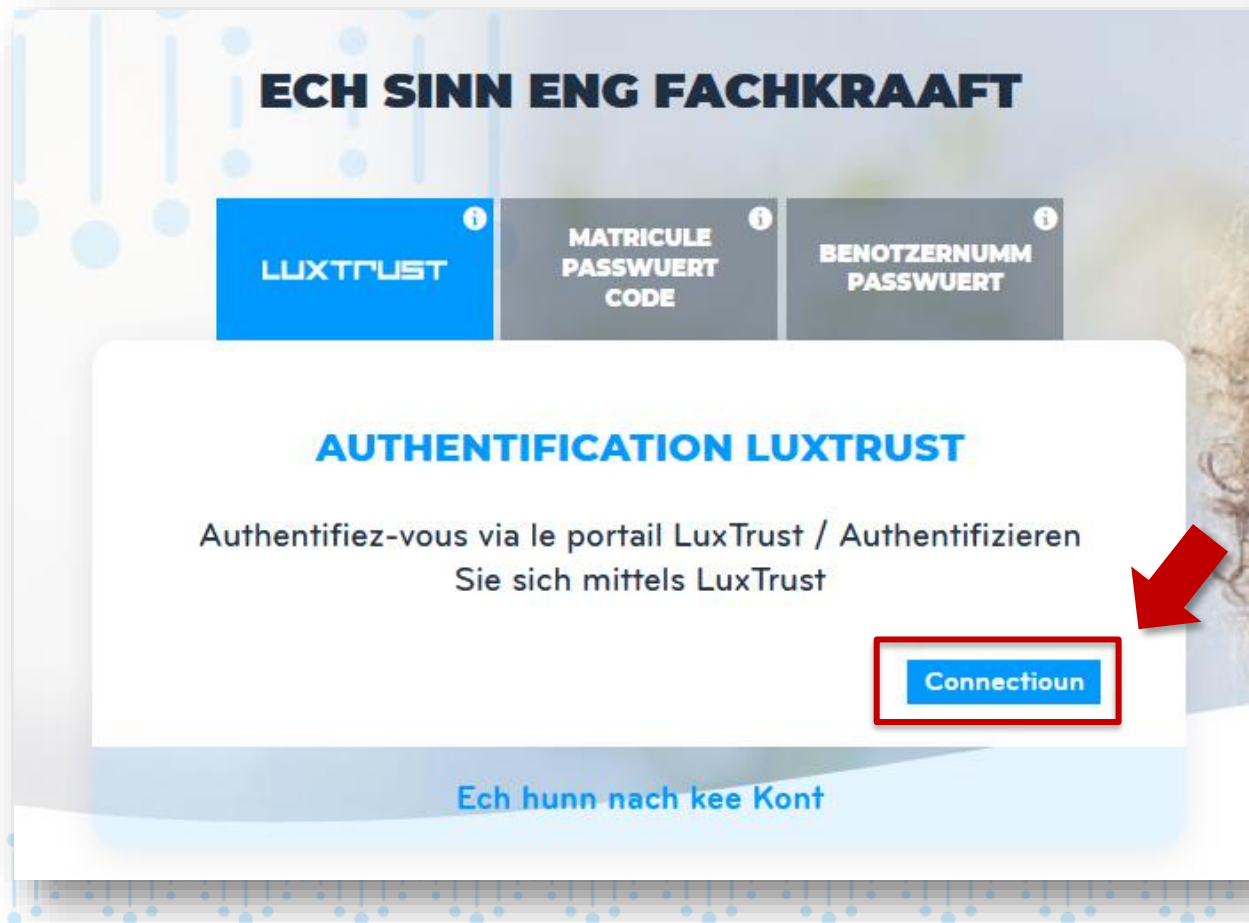 ECH SINN ENG FACHKRAAFT
LUXTRUST
MATRICULE
PASSWUERT
CODE
BENOTZERNUMM
PASSWUERT
AUTHENTIFICATION LUXTRUST
Authentifiez-vous via le portail LuxTrust / Authentifizieren
Sie sich mittels LuxTrust
Connectioun
Ech hunn nach kee Kont